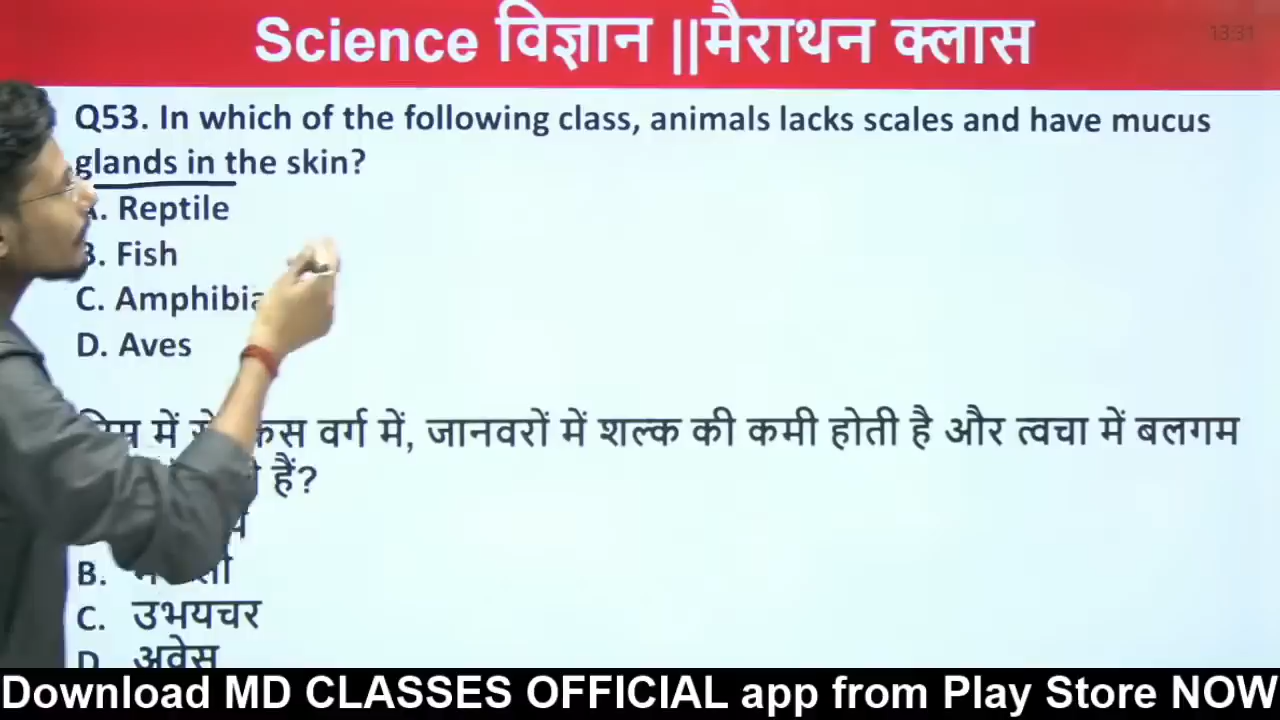 Science विज्ञान ||मैराथन क्लास
13:31
Q53. In which of the following class, animals lacks scales and have mucus
glands in the skin?
A. Reptile
B. Fish
C. Amphibia
D. Aves
में कस वर्ग में, जानवरों में शल्क की कमी होती है और त्वचा में बलगम
हैं?
B.
C. उभयचर
D. अवेस
Download MD CLASSES OFFICIAL app from Play Store NOW